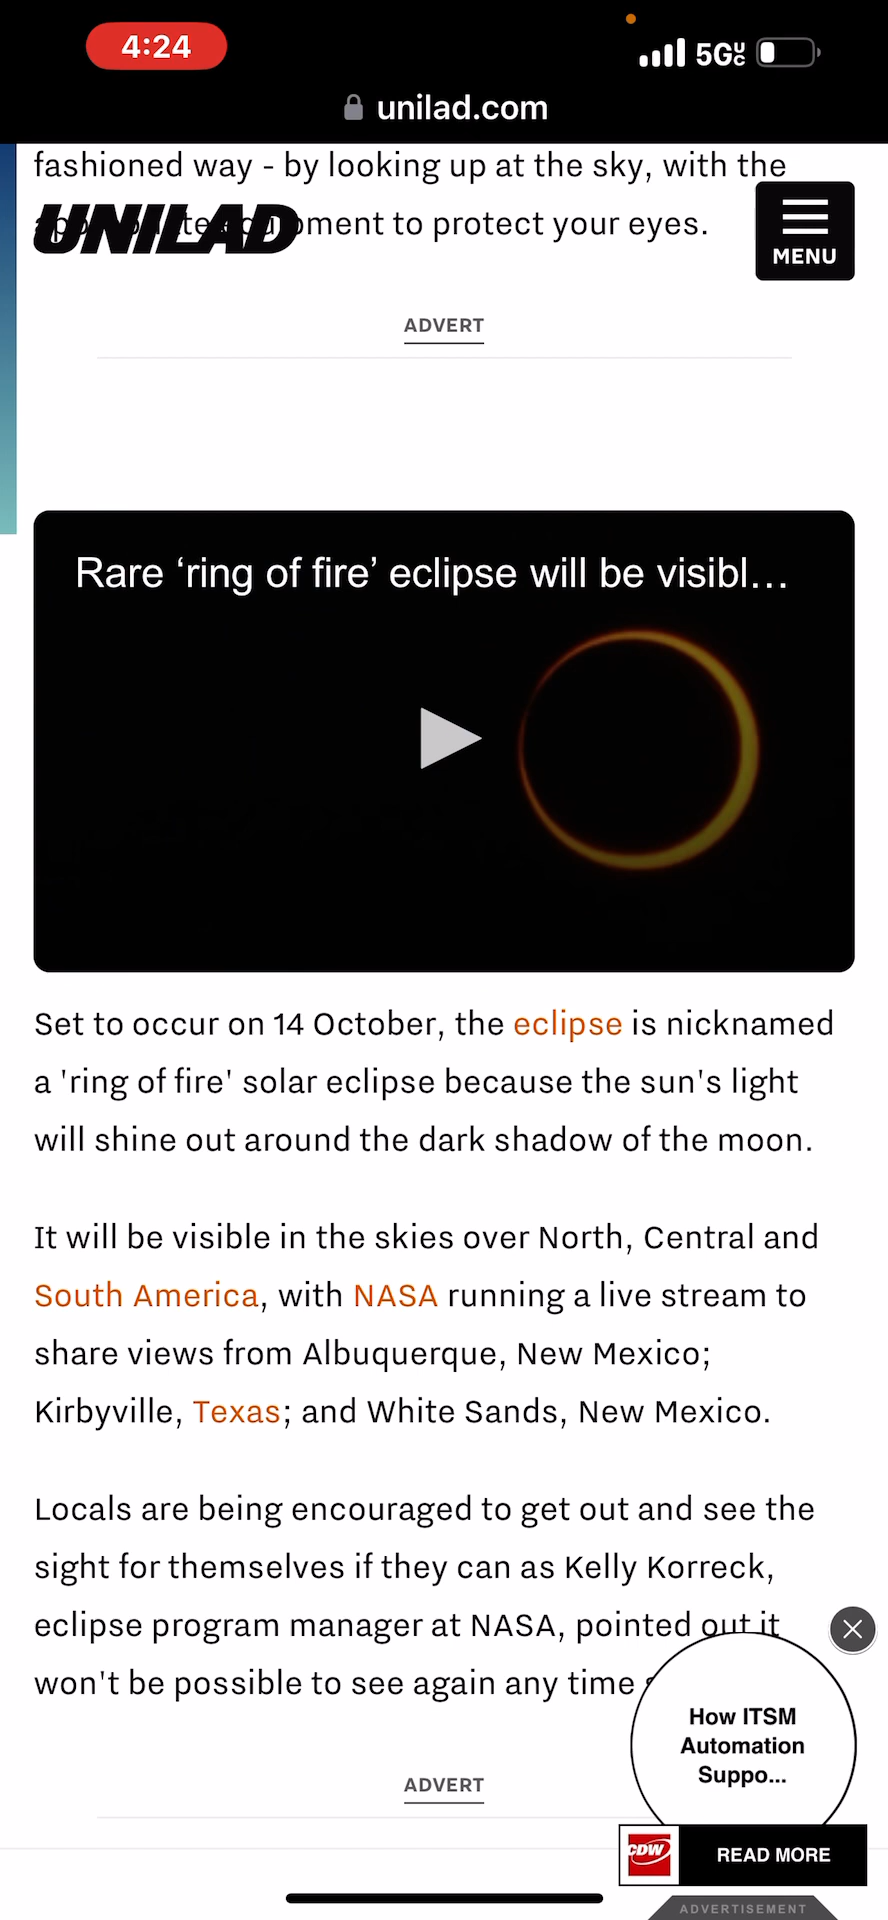 4:24
5G
unilad.com
fashioned way - by looking up at the sky, with the
UNILAD
to protect your eyes.
MENU
ADVERT
Rare ‘ring of fire’ eclipse will be visibl...
Set to occur on 14 October, the eclipse is nicknamed
a 'ring of fire' solar eclipse because the sun's light
will shine out around the dark shadow of the moon.
It will be visible in the skies over North, Central and
South America, with NASA running a live stream to
share views from Albuquerque, New Mexico;
Kirbyville, Texas; and White Sands, New Mexico.
Locals are being encouraged to get out and see the
sight for themselves if they can as Kelly Korreck,
eclipse program manager at NASA, pointed out it
won't be possible to see again any time
How ITSM
Automation
Suppo...
ADVERT
CDW
READ MORE
ADVERTISEMENT